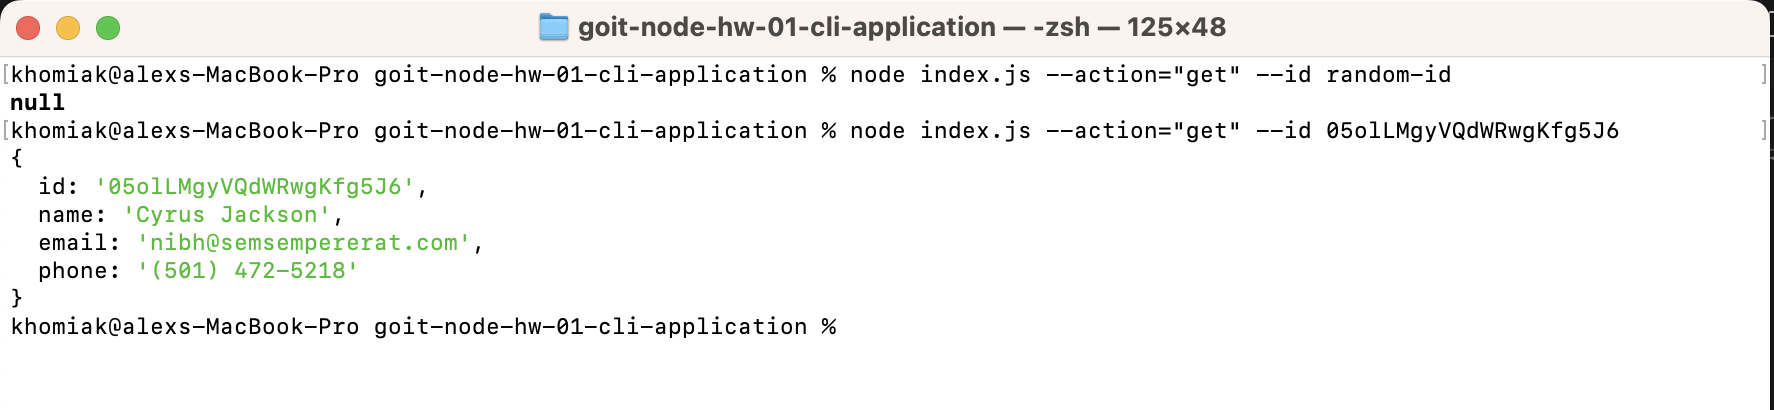 goit-node-hw-01-cli-application — -zsh — 125×48
[khomiak@alexs-MacBook-Pro goit-node-hw-01-cli-application % node index.js --action="get" --id random-id ]
null
[khomiak@alexs-MacBook-Pro goit-node-hw-01-cli-application % node index.js --action="get" --id 05olLMgyVQdWRwgKfg5J6 ]
{
  id: '05olLMgyVQdWRwgKfg5J6',
  name: 'Cyrus Jackson',
  email: 'nibh@semsempererat.com',
  phone: '(501) 472-5218'
}
khomiak@alexs-MacBook-Pro goit-node-hw-01-cli-application %